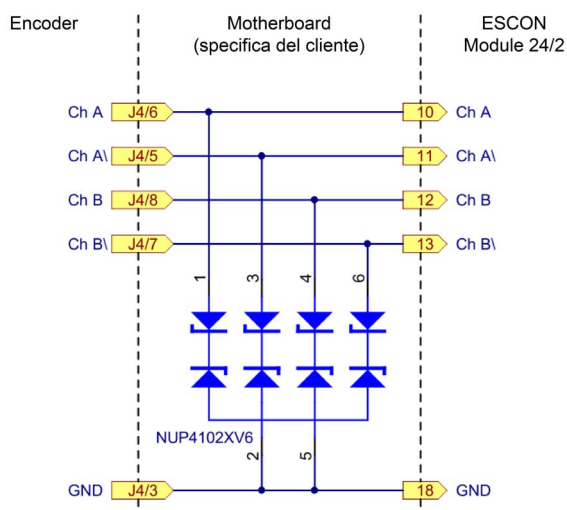 Encoder
Motherboard
(specifica del cliente)
ESCON
Module 24/2
Ch A J4/6 10 Ch A
Ch A\ J4/5 11 Ch A\
Ch B J4/8 12 Ch B
Ch B\ J4/7 13 Ch B\
1 3 4 6
NUP4102XV6
2 5
GND J4/3 18 GND